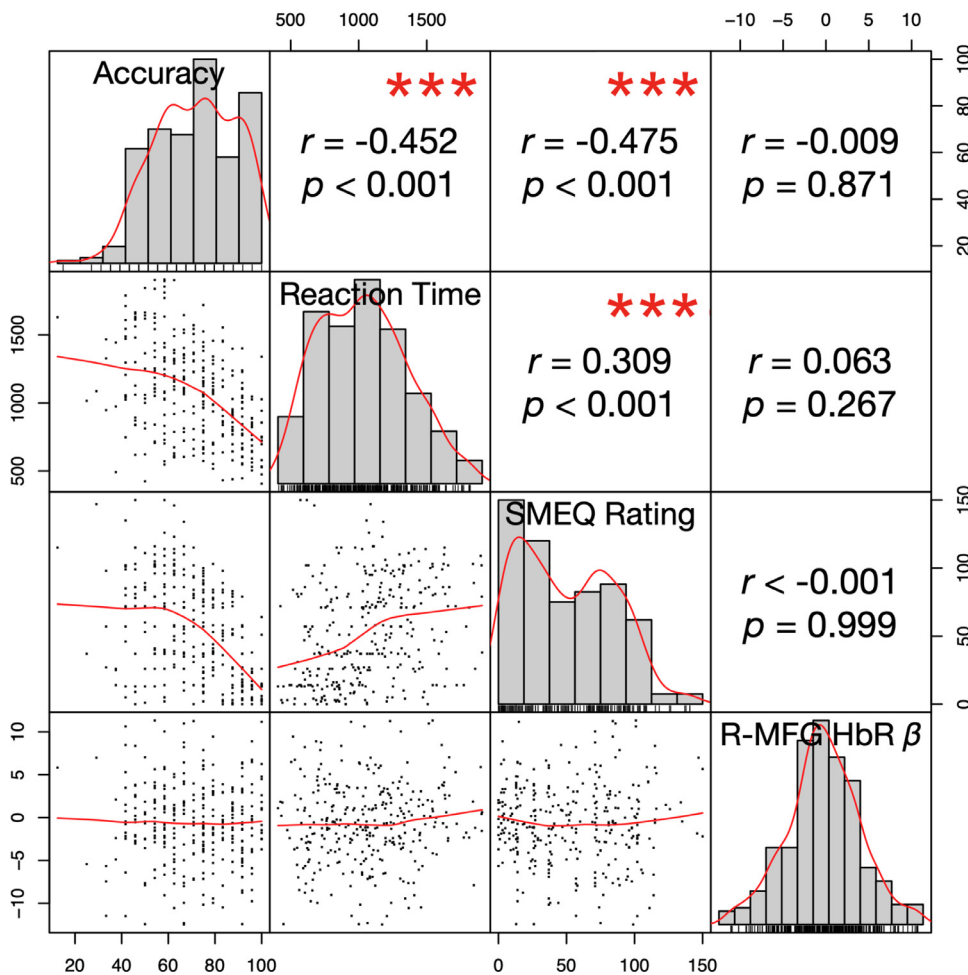 500 1000 1500 -10 -5 0 5 10
Accuracy
***
r = -0.452
p < 0.001
***
r = -0.475
p < 0.001
r = -0.009
p = 0.871
20 40 60 80 100
500 1000 1500
Reaction Time
***
r = 0.309
p < 0.001
r = 0.063
p = 0.267
SMEQ Rating
r < -0.001
p = 0.999
0 50 100 150
-10 -5 0 5 10
R-MFG HbR β
20 40 60 80 100 0 50 100 150